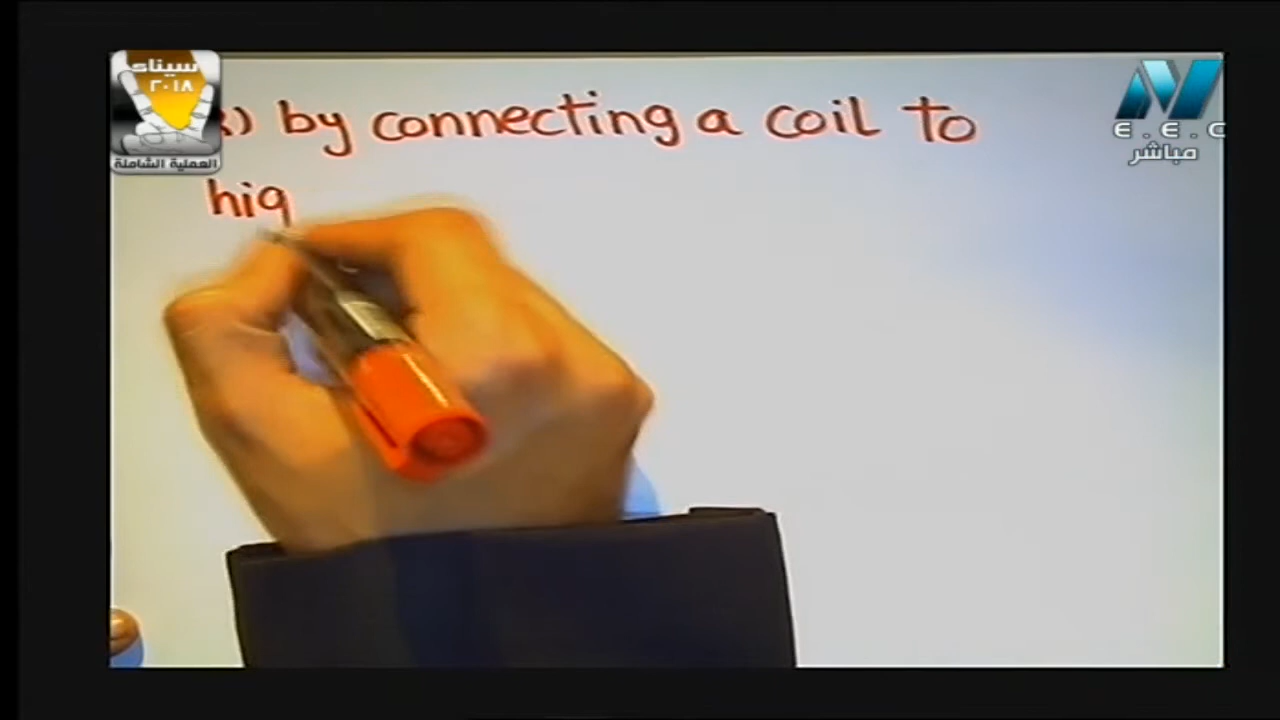 سيناء
٢٠١٨
العملية الشاملة
E.E.C
مباشر
by connecting a coil to
hig